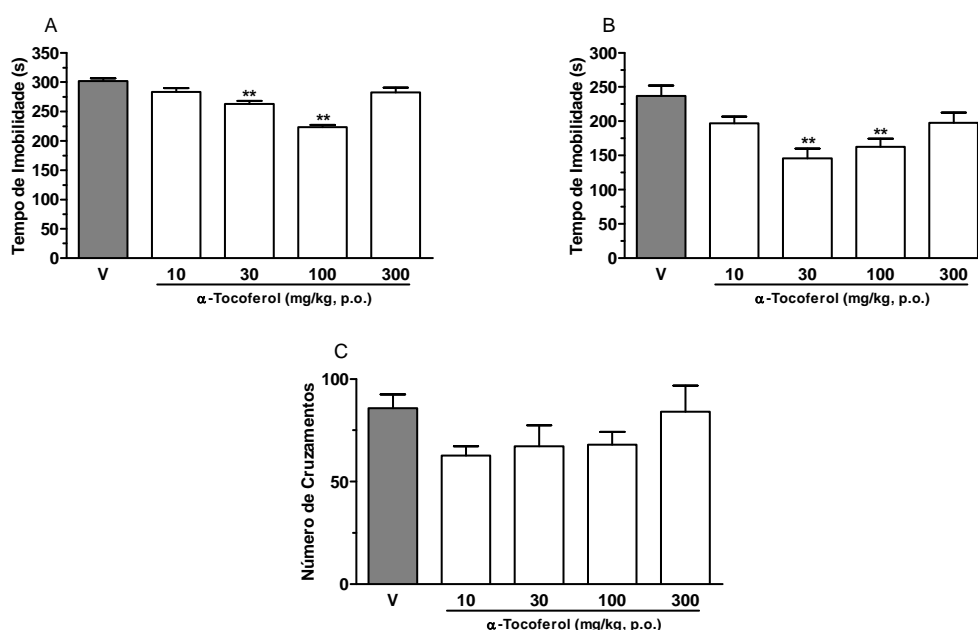 A
Tempo de Imobilidade (s)
350
300
250
200
150
100
50
0
**
**
V 10 30 100 300
α-Tocoferol (mg/kg, p.o.)
B
Tempo de Imobilidade (s)
300
250
200
150
100
50
0
**
**
V 10 30 100 300
α-Tocoferol (mg/kg, p.o.)
C
Número de Cruzamentos
100
50
0
V 10 30 100 300
α-Tocoferol (mg/kg, p.o.)